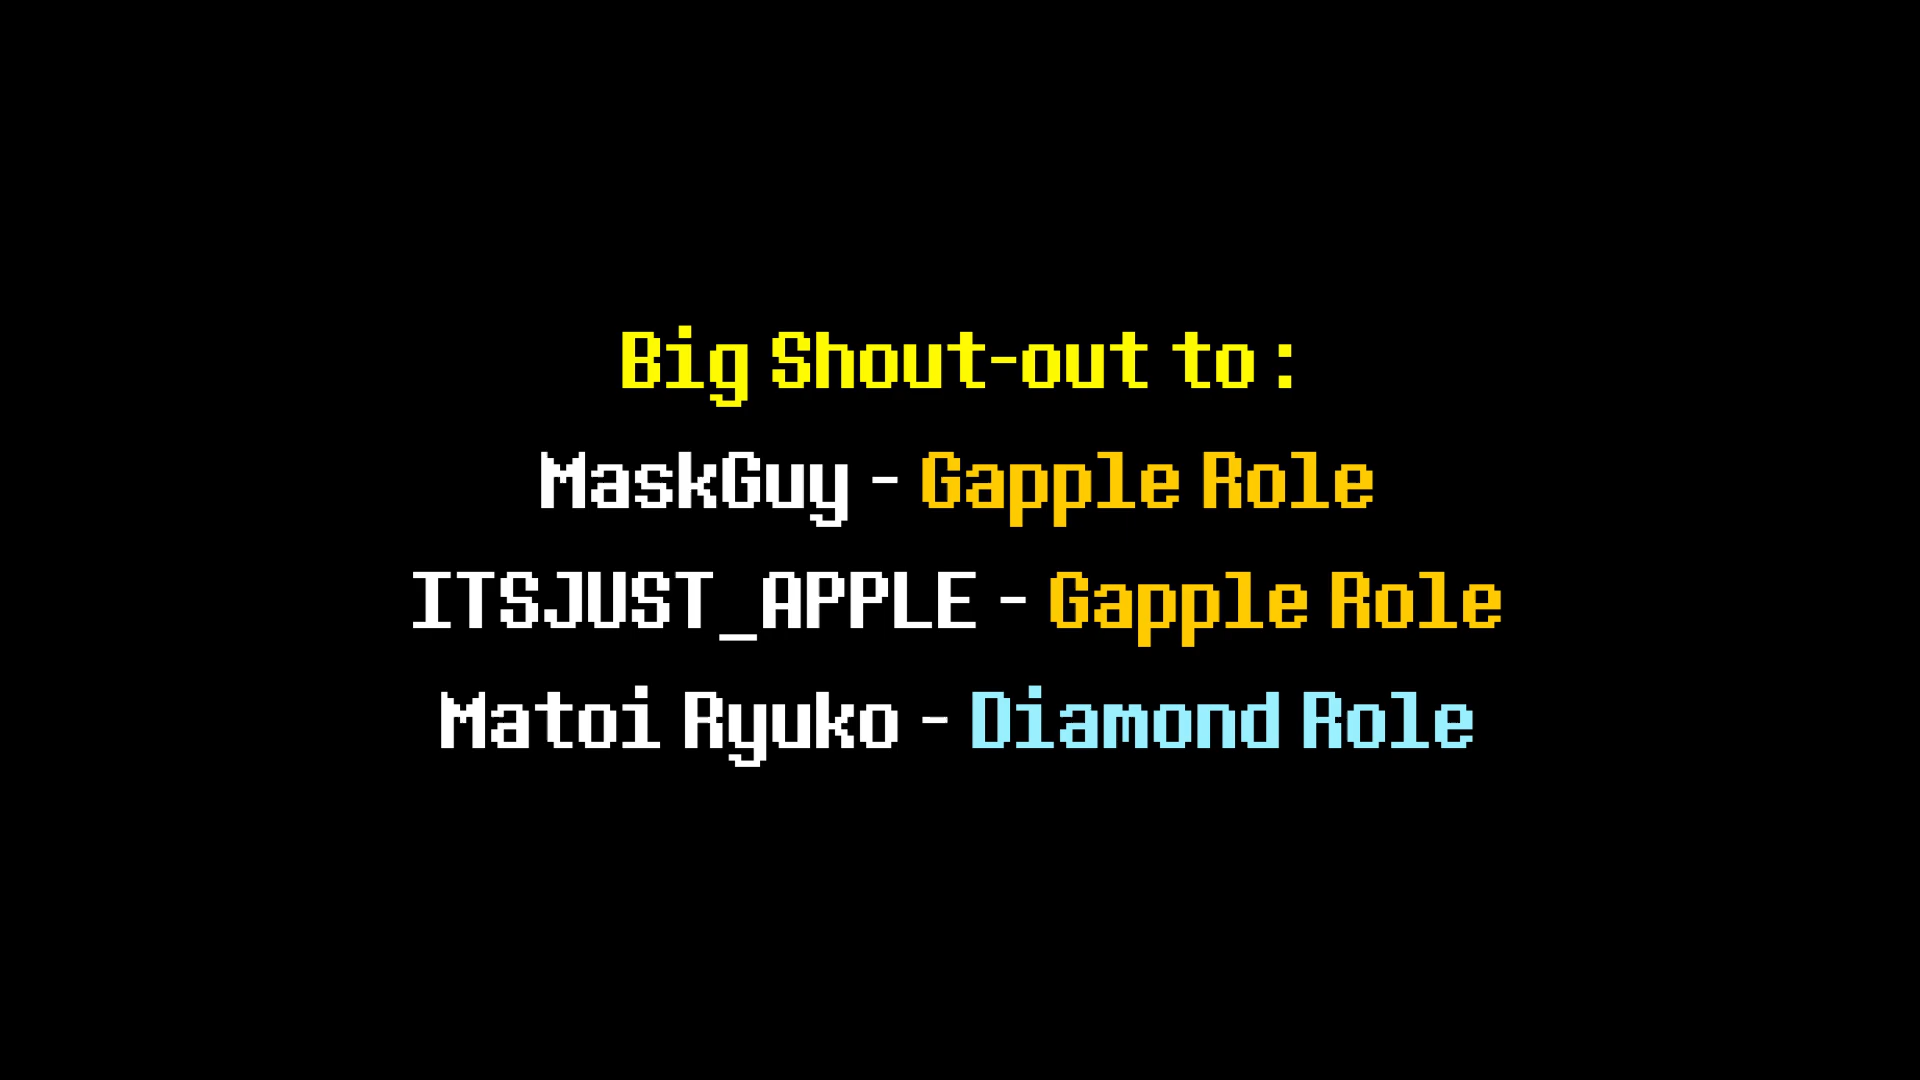 Big Shout-out to:
MaskGuy - Gapple Role
ITSJUST_APPLE - Gapple Role
Matoi Ryuko - Diamond Role